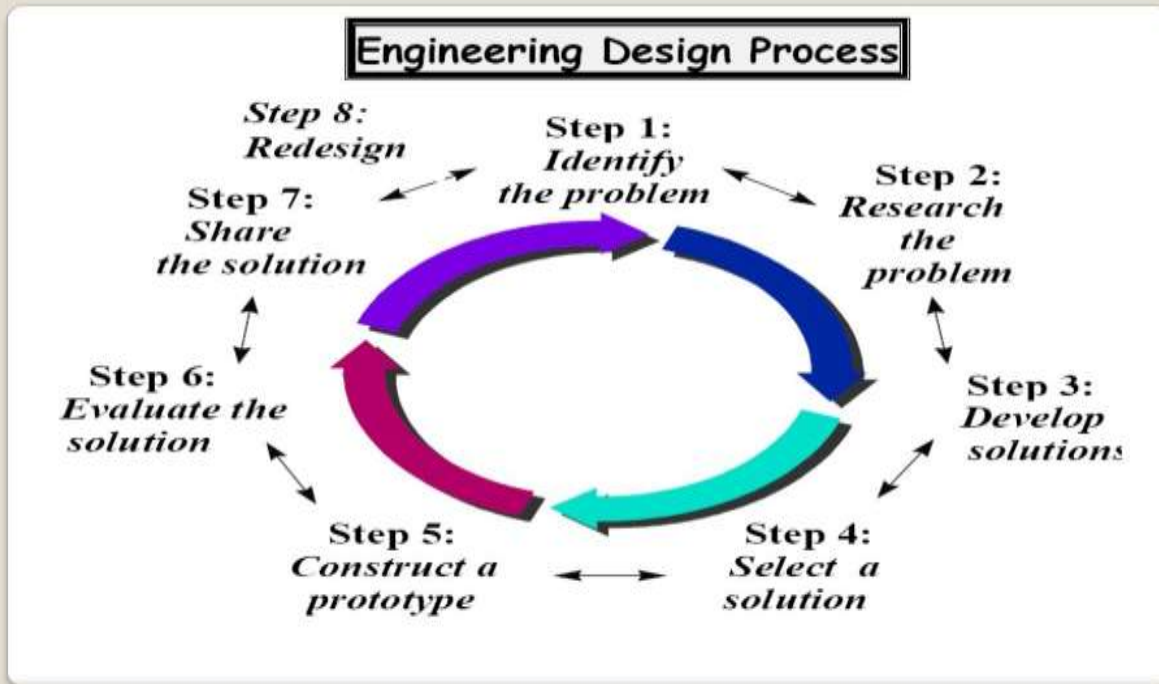 Engineering Design Process
Step 1:
Identify
the problem
Step 2:
Research
the
problem
Step 3:
Develop
solutions
Step 4:
Select a
solution
Step 5:
Construct a
prototype
Step 6:
Evaluate the
solution
Step 7:
Share
the solution
Step 8:
Redesign